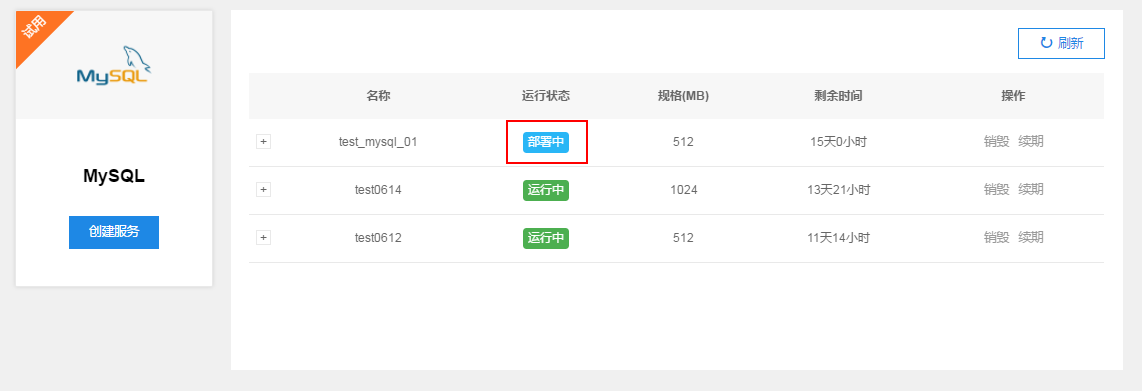 试用
MySQL
MySQL
创建服务
刷新
名称 运行状态 规格(MB) 剩余时间 操作
+ test_mysql_01 部署中 512 15天0小时 销毁 续期
+ test0614 运行中 1024 13天21小时 销毁 续期
+ test0612 运行中 512 11天14小时 销毁 续期